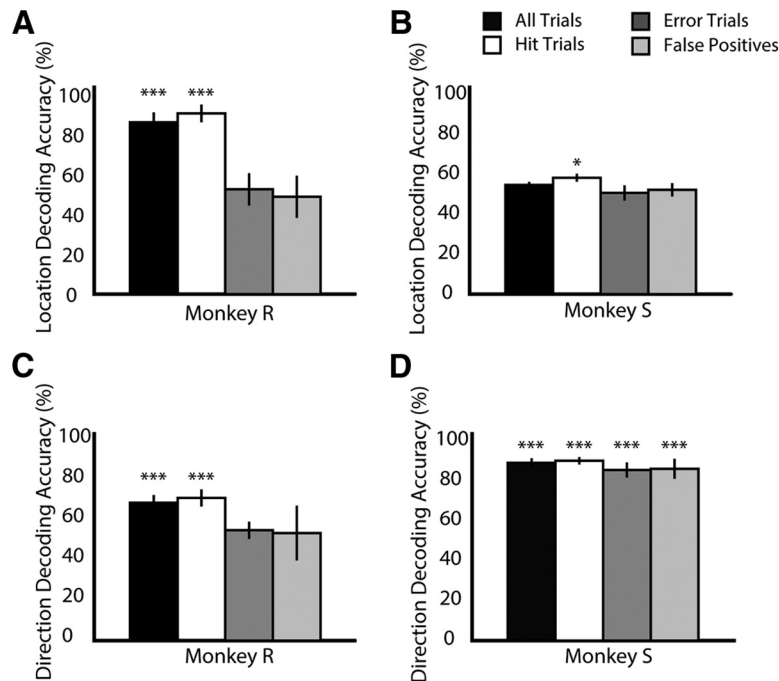 A
B
All Trials
Hit Trials
Error Trials
False Positives
Location Decoding Accuracy (%)
100
80
60
40
20
0
*** ***
Monkey R
Location Decoding Accuracy (%)
100
80
60
40
20
0
*
Monkey S
C
D
Direction Decoding Accuracy (%)
100
80
60
40
20
0
*** ***
Monkey R
Direction Decoding Accuracy (%)
100
80
60
40
20
0
*** *** *** ***
Monkey S